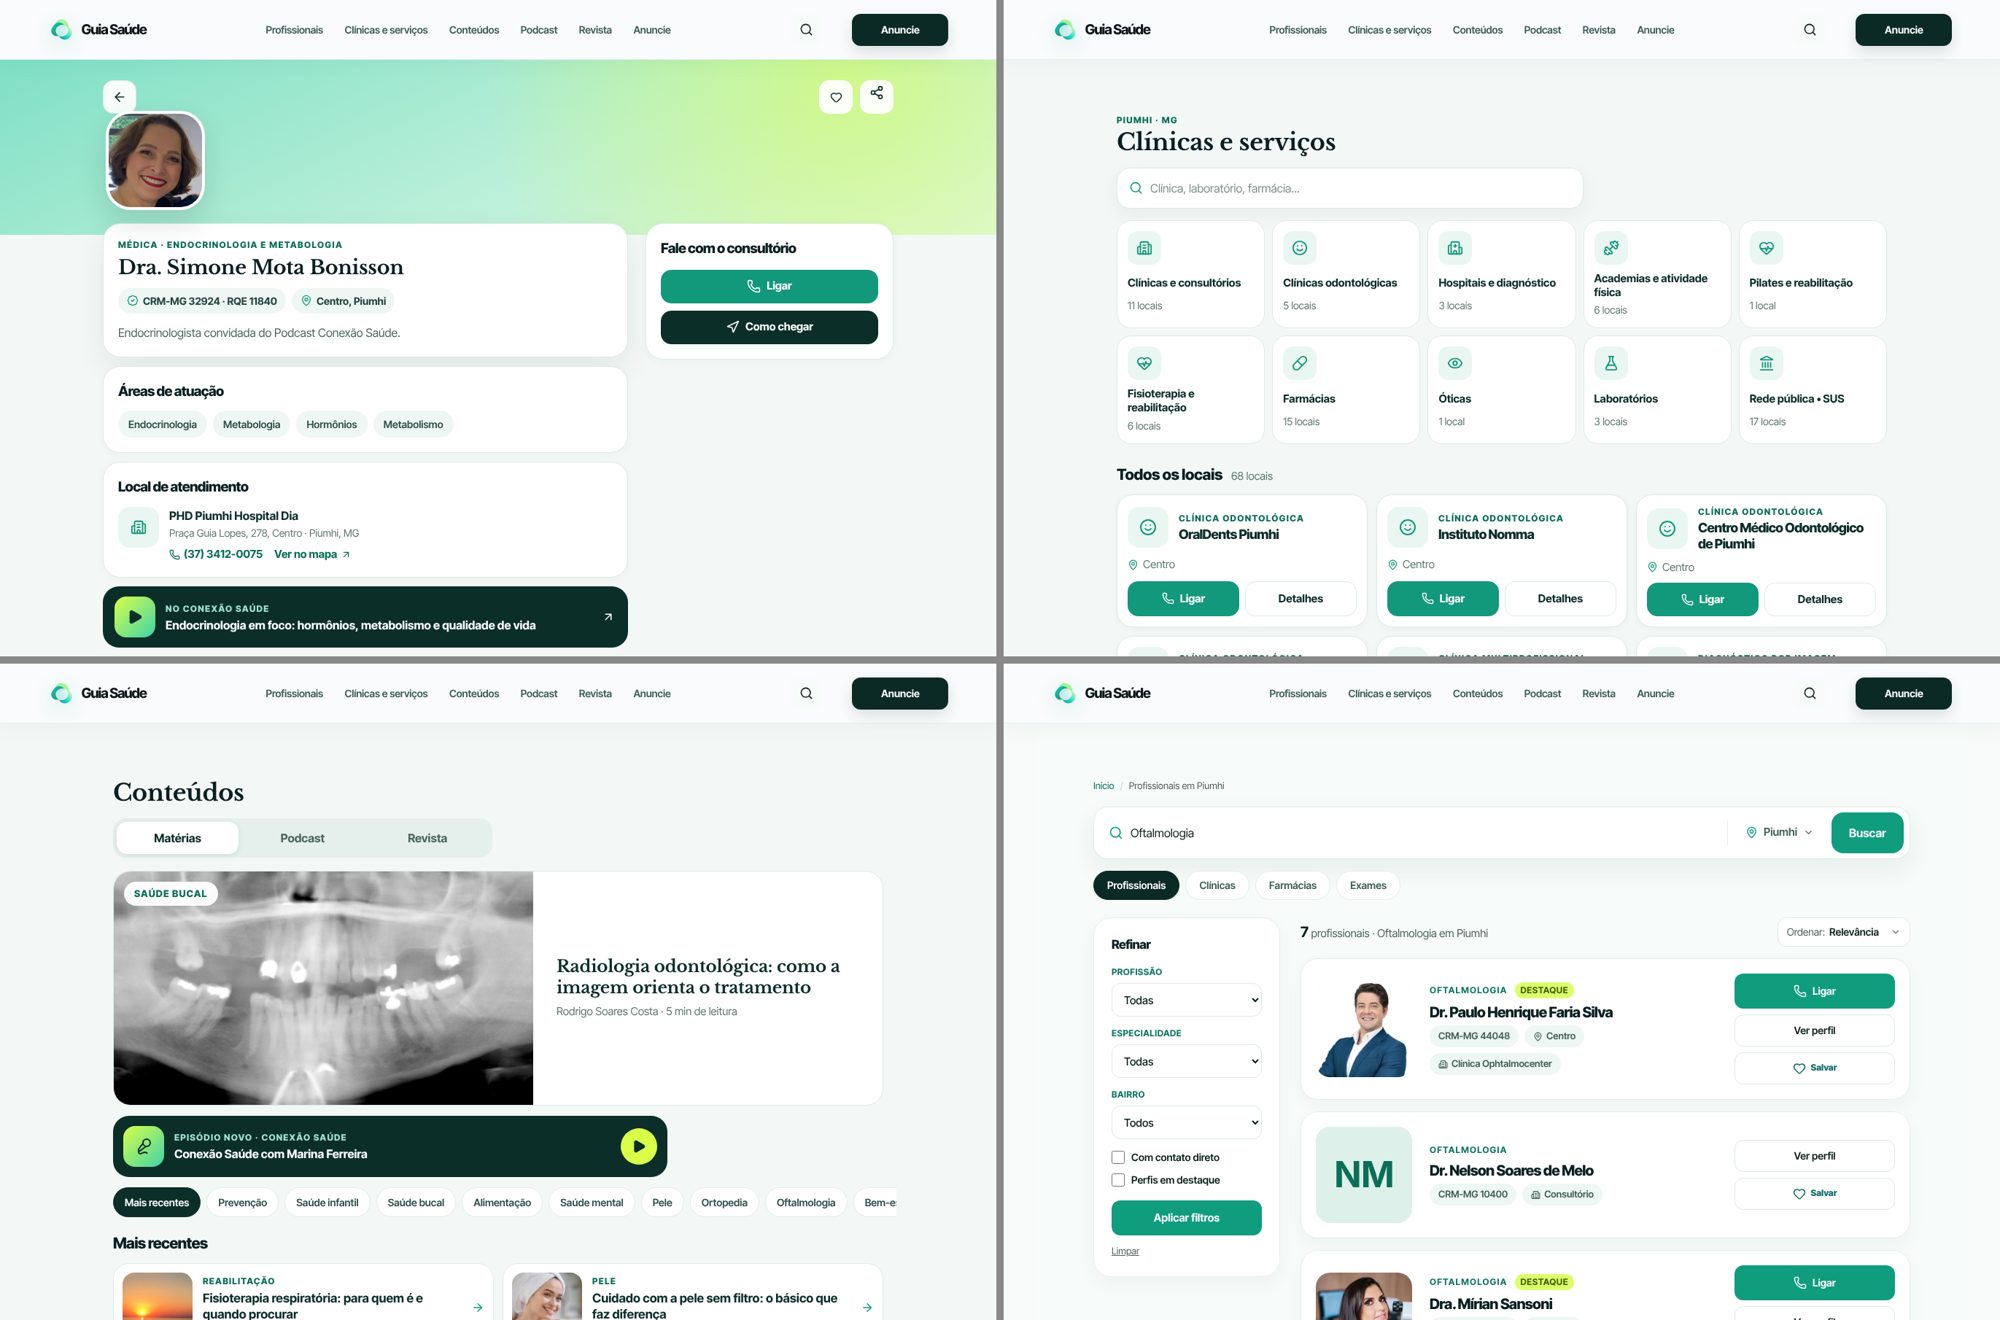 Guia Saúde
Profissionais
Clínicas e serviços
Conteúdos
Podcast
Revista
Anuncie
Anuncie
MÉDICA · ENDOCRINOLOGIA E METABOLOGIA
Dra. Simone Mota Bonisson
CRM-MG 32924 · RQE 11840
Centro, Piumhi
Endocrinologista convidada do Podcast Conexão Saúde.
Fale com o consultório
Ligar
Como chegar
Áreas de atuação
Endocrinologia
Metabologia
Hormônios
Metabolismo
Local de atendimento
PHD Piumhi Hospital Dia
Praça Guia Lopes, 278, Centro · Piumhi, MG
(37) 3412-0075
Ver no mapa
NO CONEXÃO SAÚDE
Endocrinologia em foco: hormônios, metabolismo e qualidade de vida
Guia Saúde
Profissionais
Clínicas e serviços
Conteúdos
Podcast
Revista
Anuncie
Anuncie
PIUMHI · MG
Clínicas e serviços
Clínica, laboratório, farmácia...
Clínicas e consultórios
11 locais
Clínicas odontológicas
5 locais
Hospitais e diagnóstico
3 locais
Academias e atividade
física
6 locais
Pilates e reabilitação
1 local
Fisioterapia e
reabilitação
6 locais
Farmácias
15 locais
Óticas
1 local
Laboratórios
3 locais
Rede pública • SUS
17 locais
Todos os locais
68 locais
CLÍNICA ODONTOLÓGICA
OralDents Piumhi
Centro
Ligar
Detalhes
CLÍNICA ODONTOLÓGICA
Instituto Nomma
Centro
Ligar
Detalhes
CLÍNICA ODONTOLÓGICA
Centro Médico Odontológico
de Piumhi
Centro
Ligar
Detalhes
Guia Saúde
Profissionais
Clínicas e serviços
Conteúdos
Podcast
Revista
Anuncie
Anuncie
Conteúdos
Matérias
Podcast
Revista
SAÚDE BUCAL
Radiologia odontológica: como a
imagem orienta o tratamento
Rodrigo Soares Costa · 5 min de leitura
EPISÓDIO NOVO · CONEXÃO SAÚDE
Conexão Saúde com Marina Ferreira
Mais recentes
Prevenção
Saúde infantil
Saúde bucal
Alimentação
Saúde mental
Pele
Ortopedia
Oftalmologia
Bem-e
Mais recentes
REABILITAÇÃO
Fisioterapia respiratória: para quem é e
quando procurar
PELE
Cuidado com a pele sem filtro: o básico que
faz diferença
Guia Saúde
Profissionais
Clínicas e serviços
Conteúdos
Podcast
Revista
Anuncie
Anuncie
Início / Profissionais em Piumhi
Oftalmologia
Piumhi
Buscar
Profissionais
Clínicas
Farmácias
Exames
Refinar
PROFISSÃO
Todas
ESPECIALIDADE
Todas
BAIRRO
Todos
Com contato direto
Perfis em destaque
Aplicar filtros
Limpar
7 profissionais · Oftalmologia em Piumhi
Ordenar: Relevância
OFTALMOLOGIA
DESTAQUE
Dr. Paulo Henrique Faria Silva
CRM-MG 44048
Centro
Clínica Ophtalmocenter
Ligar
Ver perfil
Salvar
NM
OFTALMOLOGIA
Dr. Nelson Soares de Melo
CRM-MG 10400
Consultório
Ver perfil
Salvar
OFTALMOLOGIA
DESTAQUE
Dra. Mírian Sansoni
Ligar